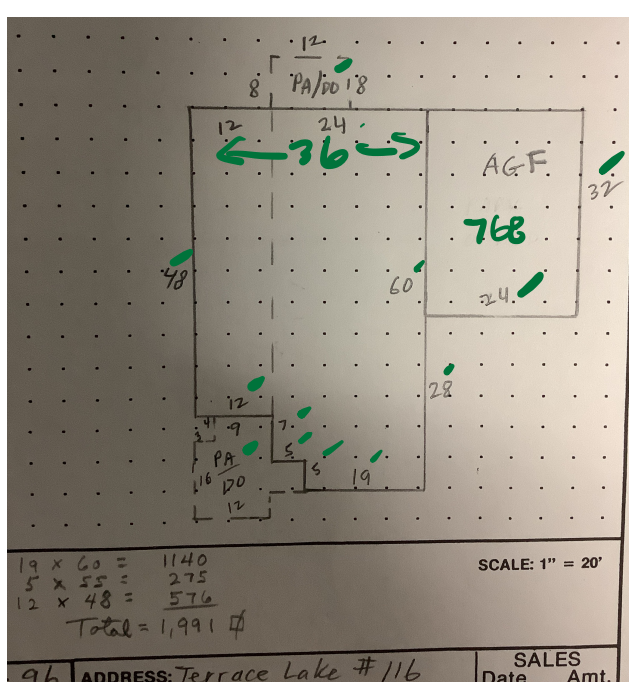 12
8 PA/DO 18
12 24
36
AGF
32
768
48
60
24
28
12
4
3 9 7
PA
16 DO
5
5
19
12
19 x 60 = 1140
5 x 55 = 275
12 x 48 = 576
Total = 1,991
SCALE: 1" = 20'
96 ADDRESS: Terrace Lake # 116
SALES
Date Amt.